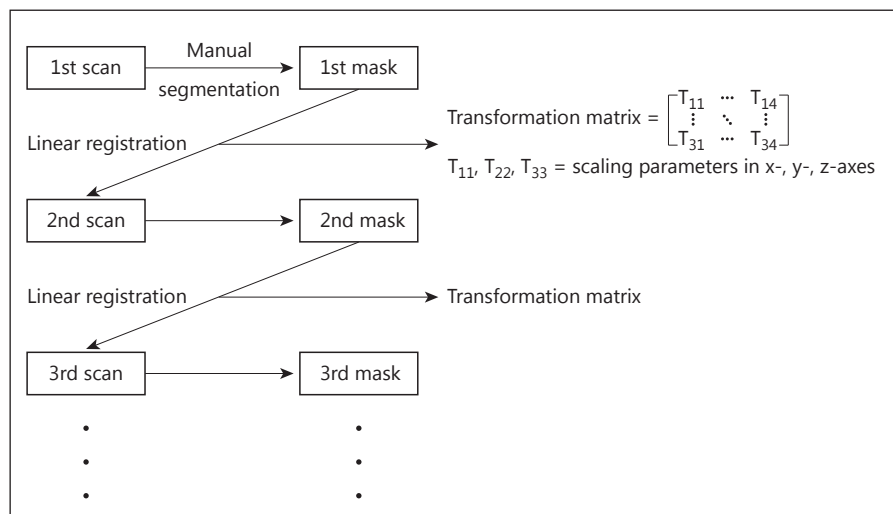 Manual
1st scan
1st mask
segmentation
Transformation matrix = [T11 ... T14
⋮ ⋱ ⋮
T31 ... T34]
Linear registration
T11, T22, T33 = scaling parameters in x-, y-, z-axes
2nd scan
2nd mask
Linear registration
Transformation matrix
3rd scan
3rd mask